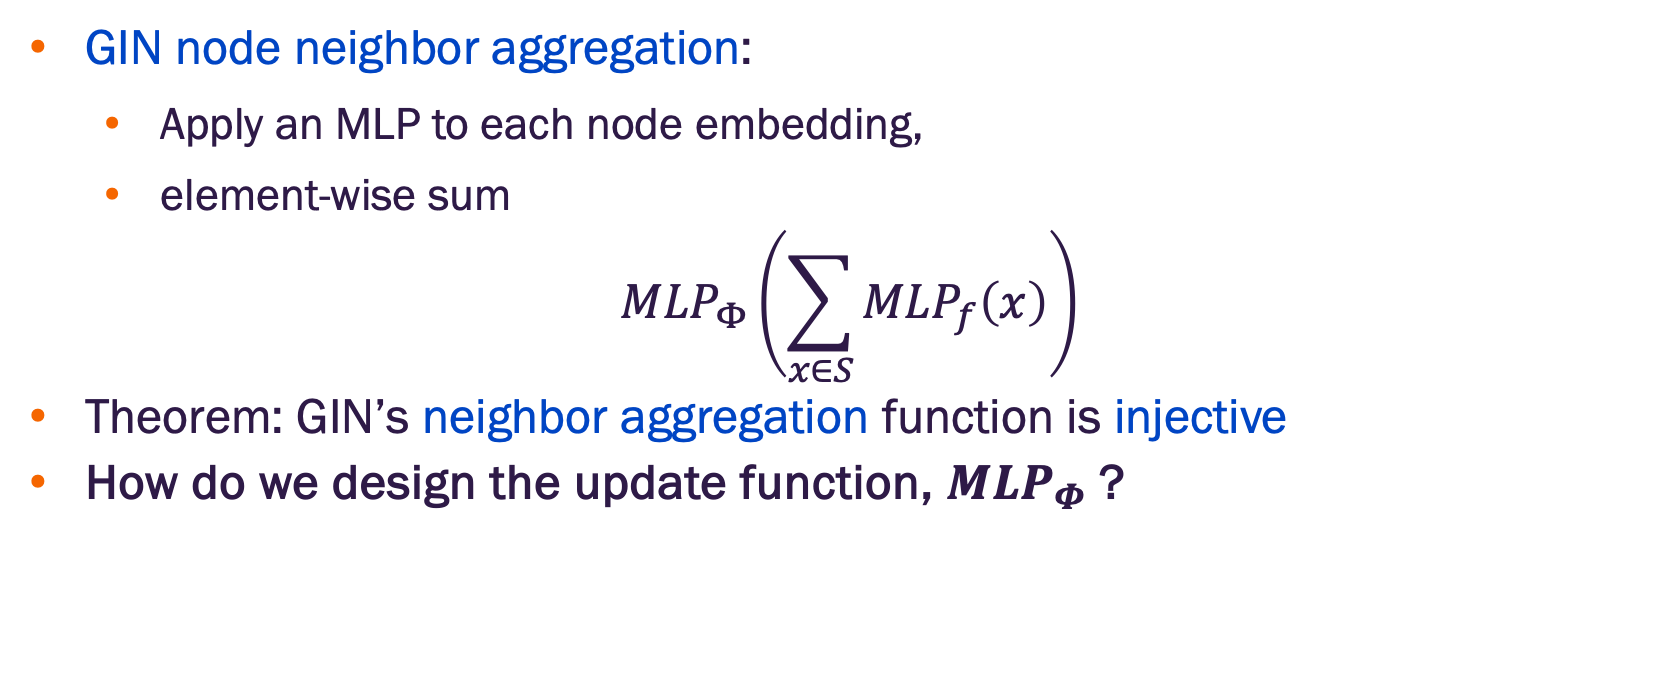 • GIN node neighbor aggregation:
• Apply an MLP to each node embedding,
• element-wise sum
MLP_Φ(∑_{x∈S} MLP_f(x))
• Theorem: GIN’s neighbor aggregation function is injective
• How do we design the update function, MLP_Φ ?